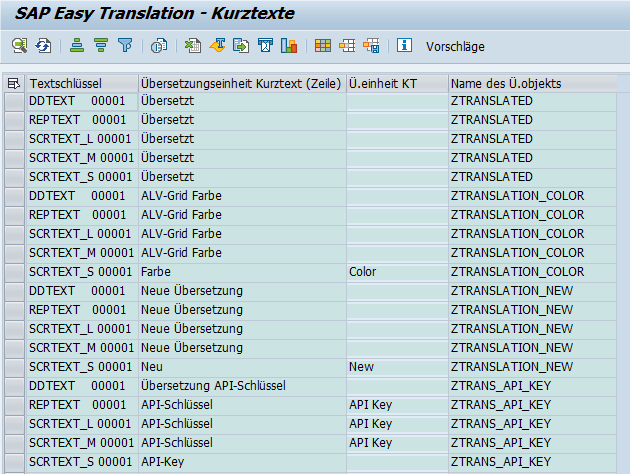 SAP Easy Translation - Kurztexte
Vorschläge
Textschlüssel Übersetzungseinheit Kurztext (Zeile) Ü.einheit KT Name des Ü.objekts
DDTEXT 00001 Übersetzt ZTRANSLATED
REPTEXT 00001 Übersetzt ZTRANSLATED
SCRTEXT_L 00001 Übersetzt ZTRANSLATED
SCRTEXT_M 00001 Übersetzt ZTRANSLATED
SCRTEXT_S 00001 Übersetzt ZTRANSLATED
DDTEXT 00001 ALV-Grid Farbe ZTRANSLATION_COLOR
REPTEXT 00001 ALV-Grid Farbe ZTRANSLATION_COLOR
SCRTEXT_L 00001 ALV-Grid Farbe ZTRANSLATION_COLOR
SCRTEXT_M 00001 ALV-Grid Farbe ZTRANSLATION_COLOR
SCRTEXT_S 00001 Farbe Color ZTRANSLATION_COLOR
DDTEXT 00001 Neue Übersetzung ZTRANSLATION_NEW
REPTEXT 00001 Neue Übersetzung ZTRANSLATION_NEW
SCRTEXT_L 00001 Neue Übersetzung ZTRANSLATION_NEW
SCRTEXT_M 00001 Neue Übersetzung ZTRANSLATION_NEW
SCRTEXT_S 00001 Neu New ZTRANSLATION_NEW
DDTEXT 00001 Übersetzung API-Schlüssel ZTRANS_API_KEY
REPTEXT 00001 API-Schlüssel API Key ZTRANS_API_KEY
SCRTEXT_L 00001 API-Schlüssel API Key ZTRANS_API_KEY
SCRTEXT_M 00001 API-Schlüssel API Key ZTRANS_API_KEY
SCRTEXT_S 00001 API-Key ZTRANS_API_KEY